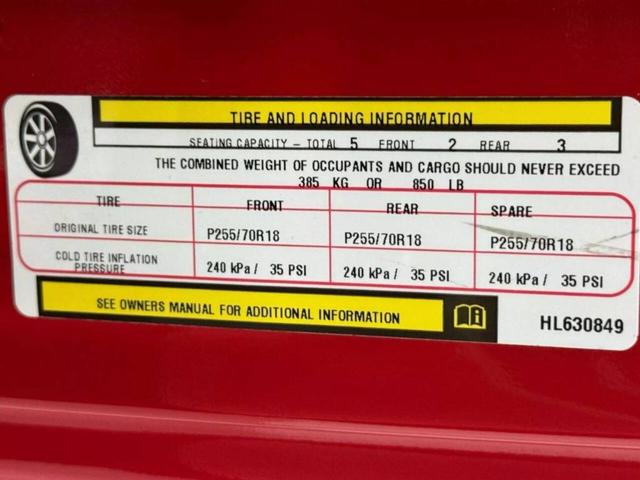 TIRE AND LOADING INFORMATION
SEATING CAPACITY – TOTAL 5 FRONT 2 REAR 3
THE COMBINED WEIGHT OF OCCUPANTS AND CARGO SHOULD NEVER EXCEED
385 KG OR 850 LB
TIRE FRONT REAR SPARE
ORIGINAL TIRE SIZE P255/70R18 P255/70R18 P255/70R18
COLD TIRE INFLATION
PRESSURE 240 kPa / 35 PSI 240 kPa / 35 PSI 240 kPa / 35 PSI
SEE OWNERS MANUAL FOR ADDITIONAL INFORMATION
HL630849